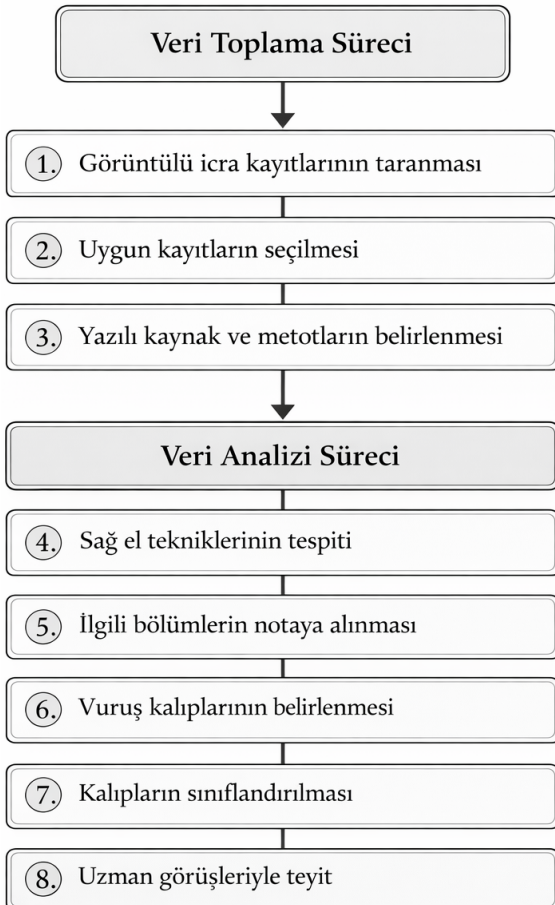 Veri Toplama Süreci
1. Görüntülü icra kayıtlarının taranması
2. Uygun kayıtların seçilmesi
3. Yazılı kaynak ve metotların belirlenmesi
Veri Analizi Süreci
4. Sağ el tekniklerinin tespiti
5. İlgili bölümlerin notaya alınması
6. Vuruş kalıplarının belirlenmesi
7. Kalıpların sınıflandırılması
8. Uzman görüşleriyle teyit